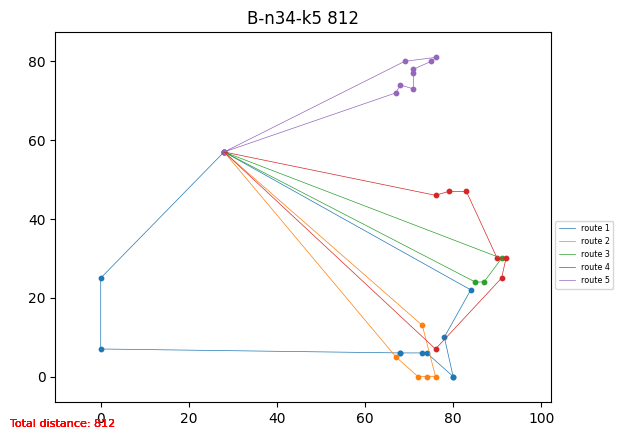 B-n34-k5 812
80
60
40
20
0
0 20 40 60 80 100
route 1
route 2
route 3
route 4
route 5
Total distance: 812